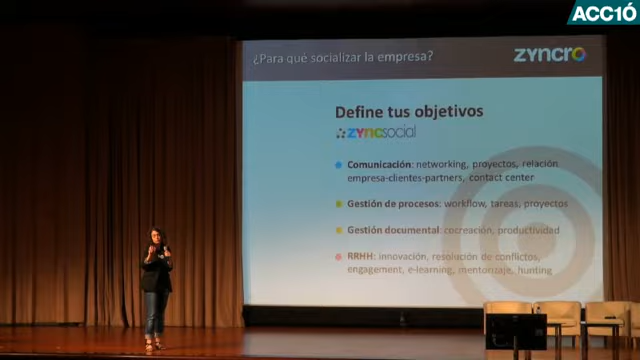 ACC1Ó
¿Para qué socializar la empresa?
zyncro
Define tus objetivos
zyncsocial
Comunicación: networking, proyectos, relación
empresa-clientes-partners, contact center
Gestión de procesos: workflow, tareas, proyectos
Gestión documental: cocreación, productividad
RRHH: innovación, resolución de conflictos,
engagement, e-learning, mentorizaje, hunting